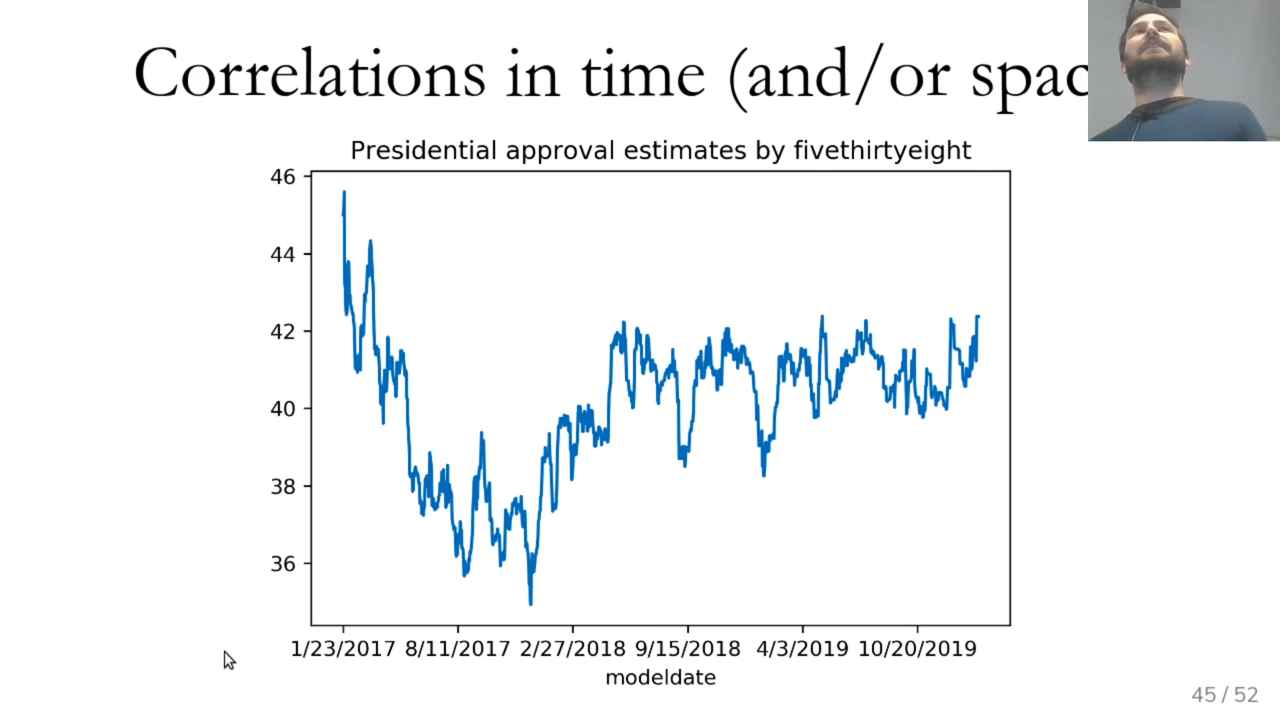 Correlations in time (and/or spac
Presidential approval estimates by fivethirtyeight
46
44
42
40
38
36
1/23/2017 8/11/2017 2/27/2018 9/15/2018 4/3/2019 10/20/2019
modeldate
45 / 52